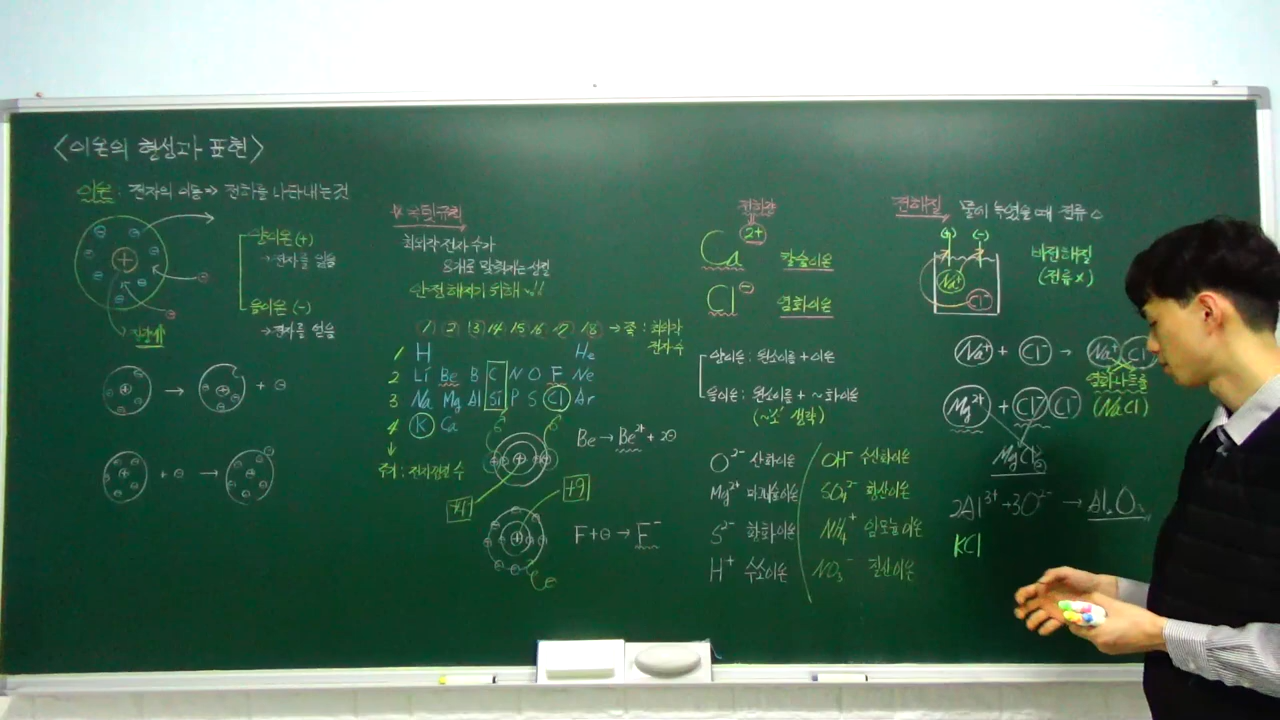 <이온의 형성과 표현>
이온 : 전자의 이동 ⇒ 전하를 나타내는 것
양이온 (+)
→ 전자를 잃음
음이온 (-)
→ 전자를 얻음
전자
→ + ⊖
+ ⊖ →
* 옥텟규칙
최외각 전자 수가
8개로 맞춰지는 성질
안정해지기 위해
1 2 13 14 15 16 17 18 → 족 : 최외각
전자 수
1 H He
2 Li Be B C N O F Ne
3 Na Mg Al Si P S Cl Ar
4 K Ca
주기 : 전자껍질 수
Be → Be2+ + 2⊖
+4
+9
F + ⊖ → F-
전하량
Ca 2+ 칼슘이온
Cl - 염화이온
양이온 : 원소이름 + 이온
음이온 : 원소이름 + ~화이온
(~'소' 생략)
O2- 산화이온
Mg2+ 마그네슘이온
S2- 황화이온
H+ 수소이온
OH- 수산화이온
SO42- 황산이온
NH4+ 암모늄이온
NO3- 질산이온
전해질 물에 녹았을 때 전류 ○
(+) (-)
Na+
Cl-
비전해질
(전류 ×)
Na+ + Cl- → Na+ Cl
염화나트륨
(NaCl)
Mg2+ + Cl- Cl
MgCl2
2Al3+ + 3O2- → Al2O3
KCl